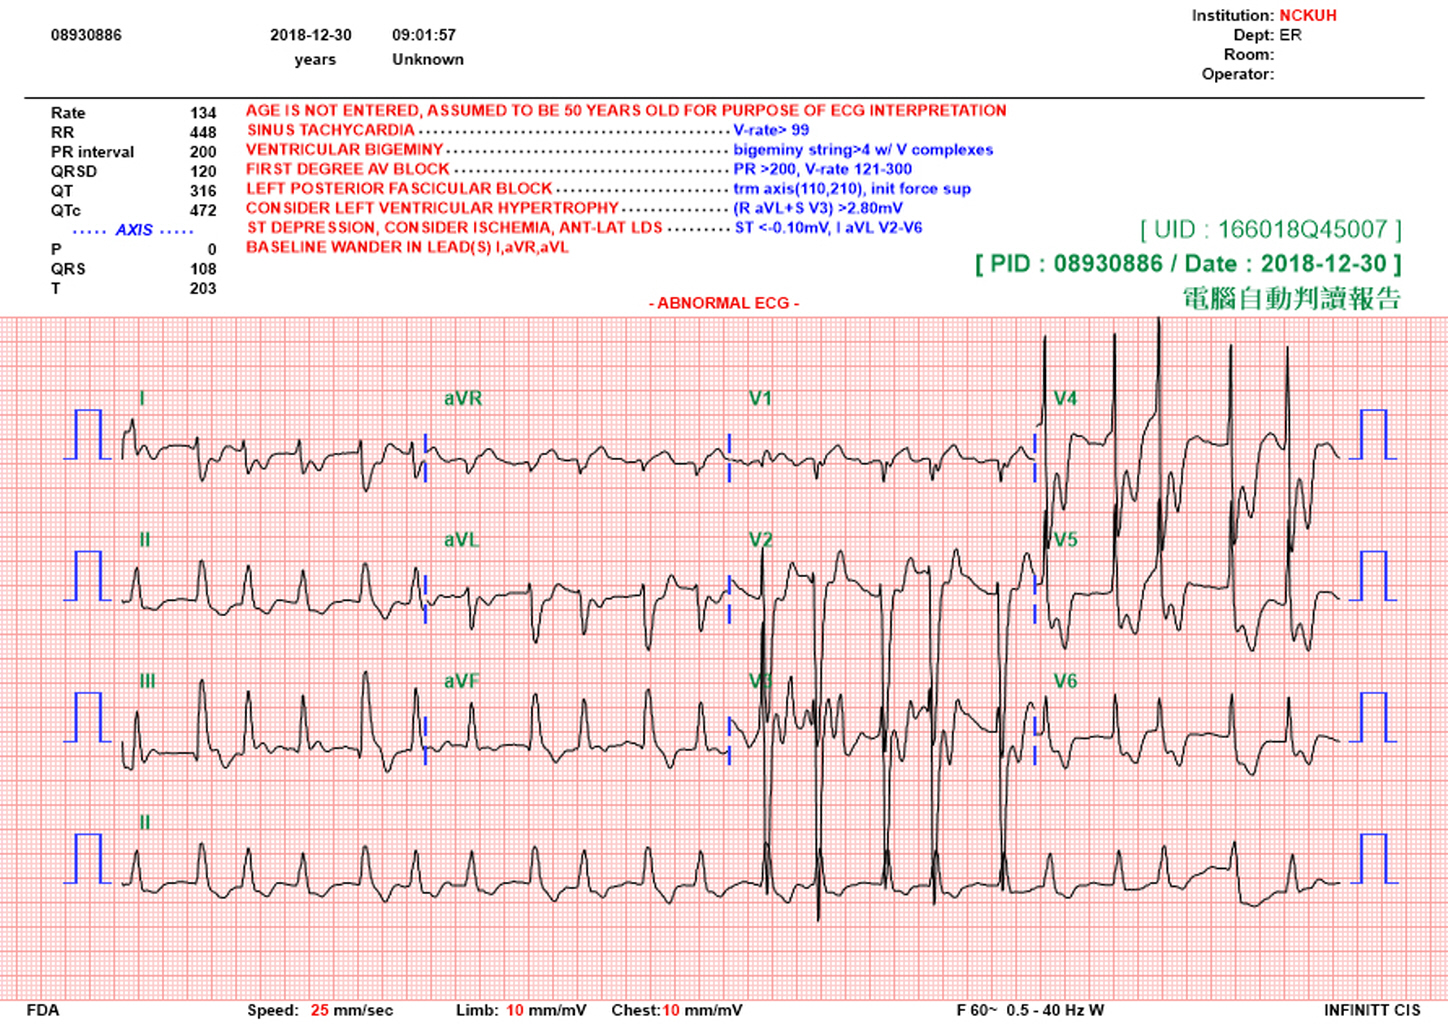 Institution: NCKUH
08930886 2018-12-30 09:01:57 Dept: ER
years Unknown Room:
Operator:
Rate 134 AGE IS NOT ENTERED, ASSUMED TO BE 50 YEARS OLD FOR PURPOSE OF ECG INTERPRETATION
RR 448 SINUS TACHYCARDIA V-rate> 99
PR interval 200 VENTRICULAR BIGEMINY bigeminy string>4 w/ V complexes
QRSD 120 FIRST DEGREE AV BLOCK PR >200, V-rate 121-300
QT 316 LEFT POSTERIOR FASCICULAR BLOCK trm axis(110,210), init force sup
QTc 472 CONSIDER LEFT VENTRICULAR HYPERTROPHY (R aVL+S V3) >2.80mV
AXIS ST DEPRESSION, CONSIDER ISCHEMIA, ANT-LAT LDS ST <-0.10mV, I aVL V2-V6
P 0 BASELINE WANDER IN LEAD(S) I,aVR,aVL
QRS 108
T 203
[ UID : 166018Q45007 ]
[ PID : 08930886 / Date : 2018-12-30 ]
電腦自動判讀報告
- ABNORMAL ECG -
I aVR V1 V4
II aVL V2 V5
III aVF V3 V6
II
FDA Speed: 25 mm/sec Limb: 10 mm/mV Chest:10 mm/mV F 60~ 0.5 - 40 Hz W INFINITT CIS